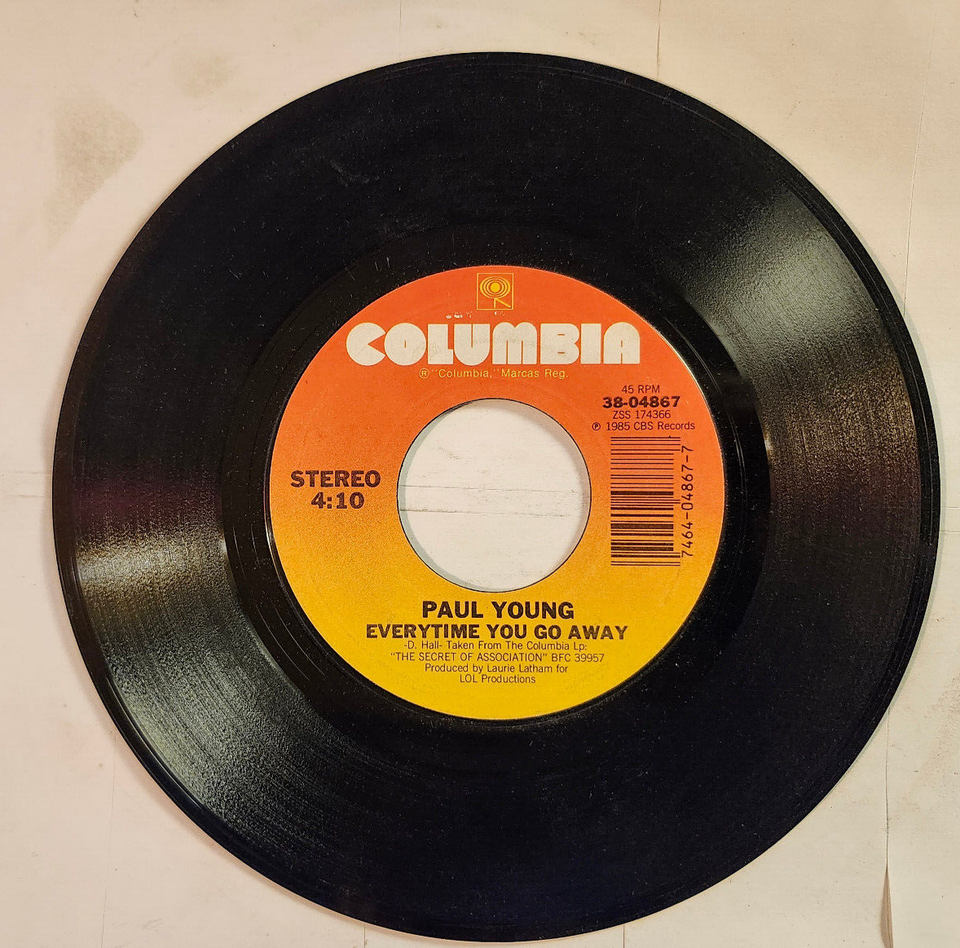 COLUMBIA
® "Columbia," Marcas Reg.
45 RPM
38-04867
ZSS 174366
℗ 1985 CBS Records
STEREO
4:10
7464-04867-7
PAUL YOUNG
EVERYTIME YOU GO AWAY
-D. Hall- Taken From The Columbia Lp:
"THE SECRET OF ASSOCIATION" BFC 39957
Produced by Laurie Latham for
LOL Productions